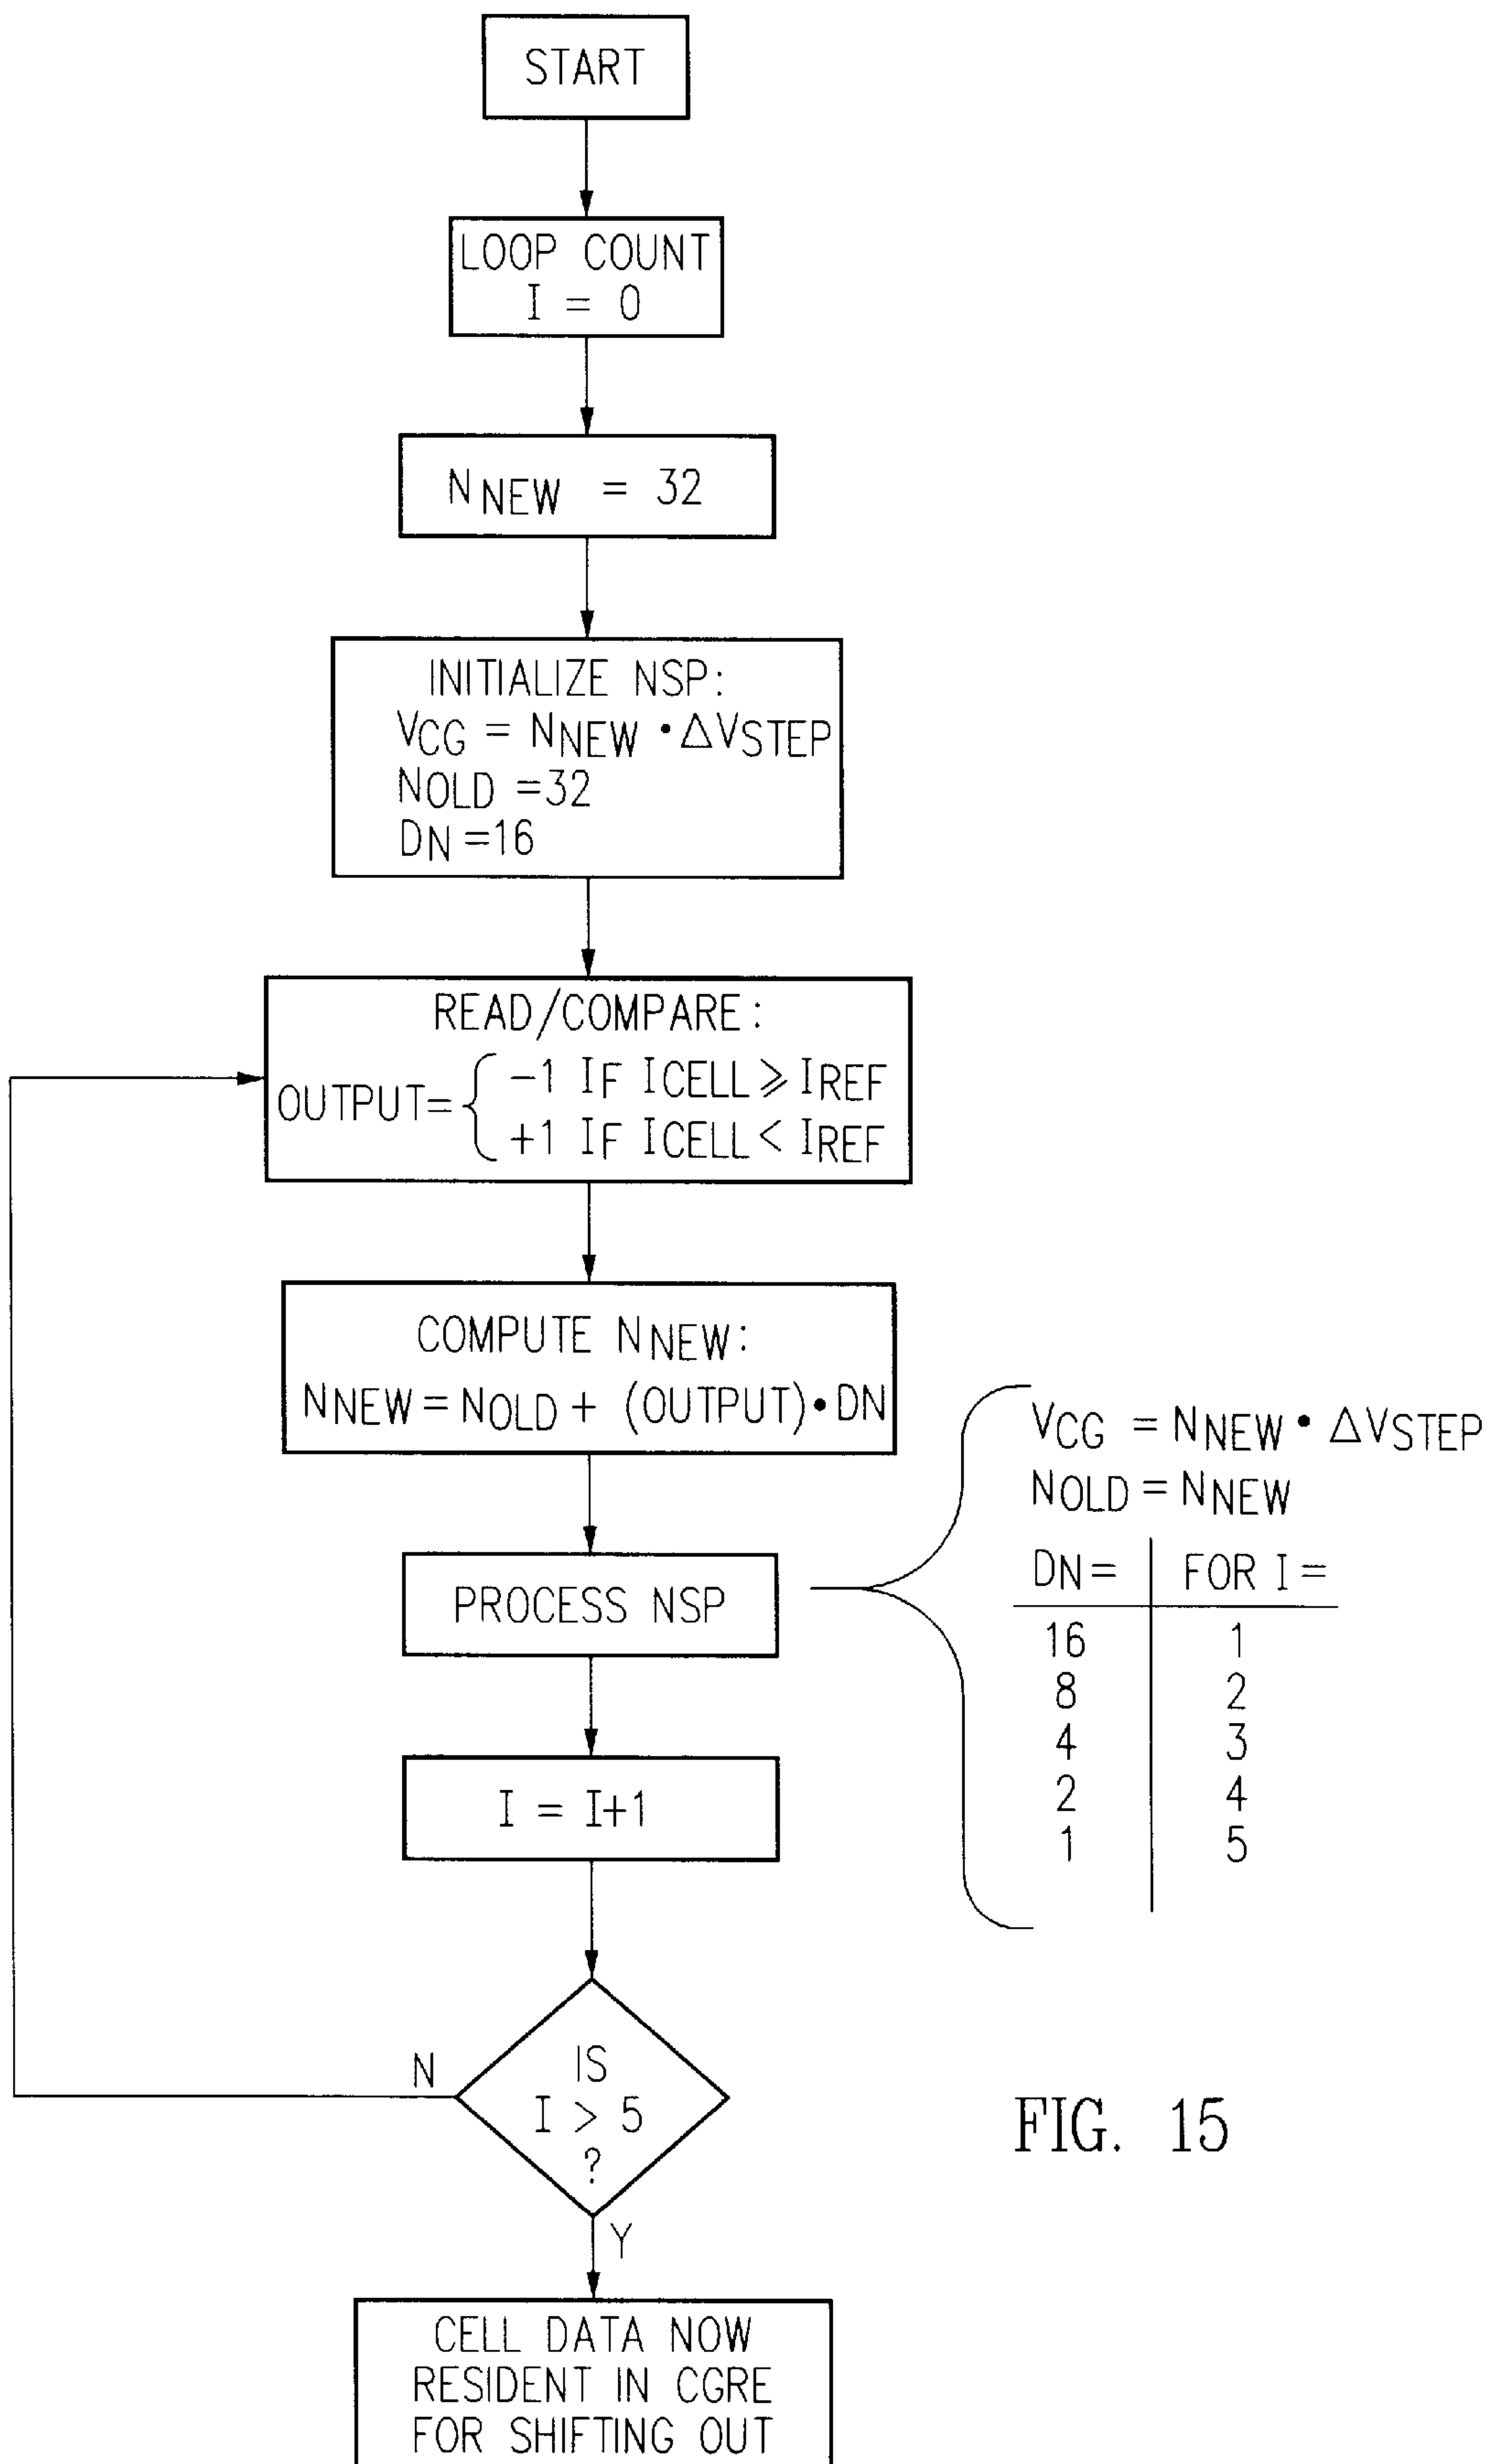 START
LOOP COUNT
I = 0
N NEW = 32
INITIALIZE NSP:
VCG = NNEW • ΔVSTEP
NOLD =32
DN =16
READ/COMPARE:
OUTPUT= { -1 IF ICELL ⩾ IREF
+1 IF ICELL < IREF
COMPUTE NNEW:
NNEW = NOLD + (OUTPUT) • DN
PROCESS NSP
VCG = NNEW • ΔVSTEP
NOLD = NNEW
DN = FOR I =
16 1
8 2
4 3
2 4
1 5
I = I+1
IS
I > 5
?
N
Y
CELL DATA NOW
RESIDENT IN CGRE
FOR SHIFTING OUT
FIG. 15